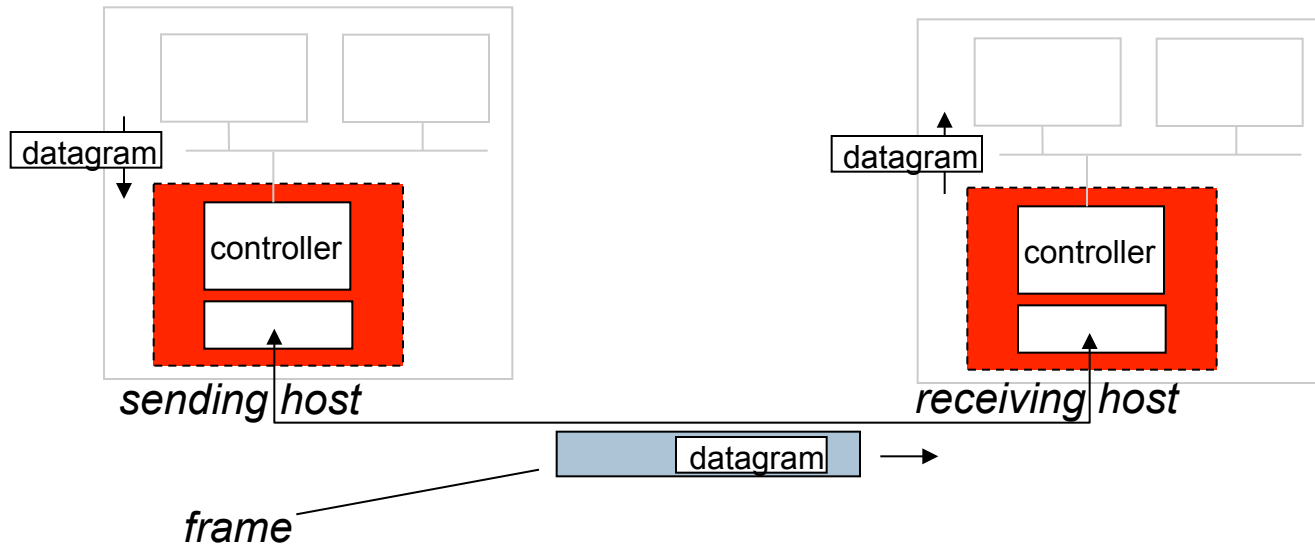 datagram
datagram
controller
controller
sending host
receiving host
datagram
frame